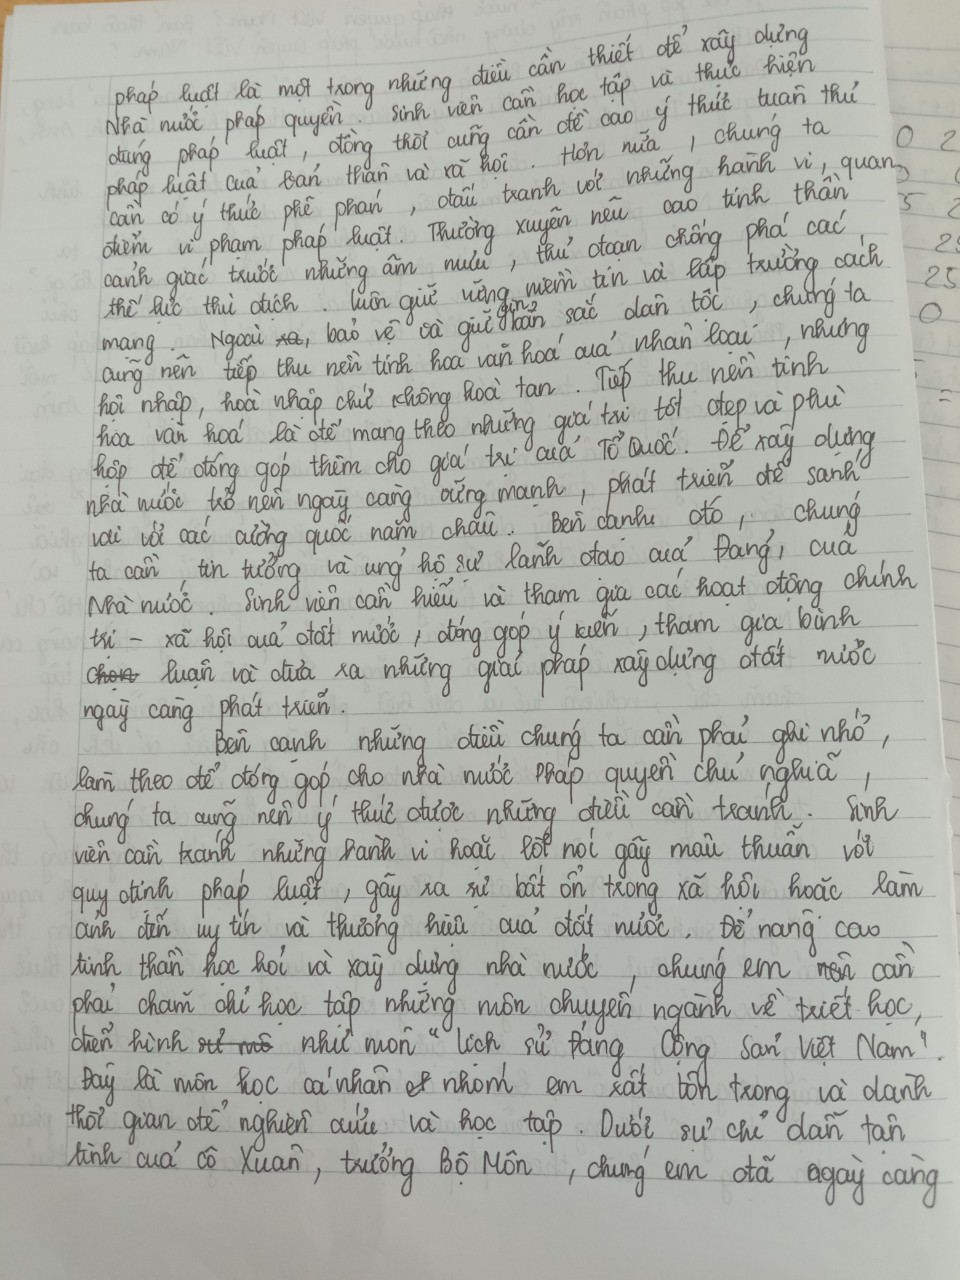 pháp luật là một trong những điều cần thiết để xây dựng
Nhà nước pháp quyền. Sinh viên cần học tập và thực hiện
đúng pháp luật, đồng thời cũng cần đề cao ý thức tuân thủ
pháp luật của bản thân và xã hội. Hơn nữa, chúng ta
cần có ý thức phê phán, đấu tranh với những hành vi, quan
điểm vi phạm pháp luật. Thường xuyên nêu cao tinh thần
cảnh giác trước những âm mưu, thủ đoạn chống phá các
thế lực thù địch. Luôn giữ vững niềm tin và lập trường cách
mạng. Ngoài ra, bảo vệ và giữ gìn bản sắc dân tộc, chúng ta
cũng nên tiếp thu nền tinh hoa văn hoá của nhân loại, nhưng
hội nhập, hoà nhập chứ không hoà tan. Tiếp thu nền tinh
hoa văn hoá là để mang theo những giá trị tốt đẹp và phù
hợp để đóng góp thêm cho giá trị của Tổ Quốc. Để xây dựng
nhà nước trở nên ngày càng vững mạnh, phát triển để sánh
vai với các cường quốc năm châu. Bên cạnh đó, chúng
ta cần tin tưởng và ủng hộ sự lãnh đạo của Đảng, của
Nhà nước. Sinh viên cần hiểu và tham gia các hoạt động chính
trị - xã hội của đất nước, đóng góp ý kiến, tham gia bình
chọn luận và đưa ra những giải pháp xây dựng đất nước
ngày càng phát triển.
Bên cạnh những điều chúng ta cần phải ghi nhớ,
làm theo để đóng góp cho nhà nước Pháp quyền chủ nghĩa,
chúng ta cũng nên ý thức được những điều cần tránh. Sinh
viên cần tránh những hành vi hoặc lời nói gây mâu thuẫn với
quy định pháp luật, gây ra sự bất ổn trong xã hội hoặc làm
ảnh đến uy tín và thương hiệu của đất nước. Để nâng cao
tinh thần học hỏi và xây dựng nhà nước, chúng em nên cần
phải chăm chỉ học tập những môn chuyên ngành về triết học,
điển hình như môn "Lịch sử Đảng Cộng Sản Việt Nam".
Đây là môn học cá nhân nhóm em rất tôn trọng và dành
thời gian để nghiên cứu và học tập. Dưới sự chỉ dẫn tận
tình của cô Xuân, trưởng Bộ Môn, chúng em đã ngày càng